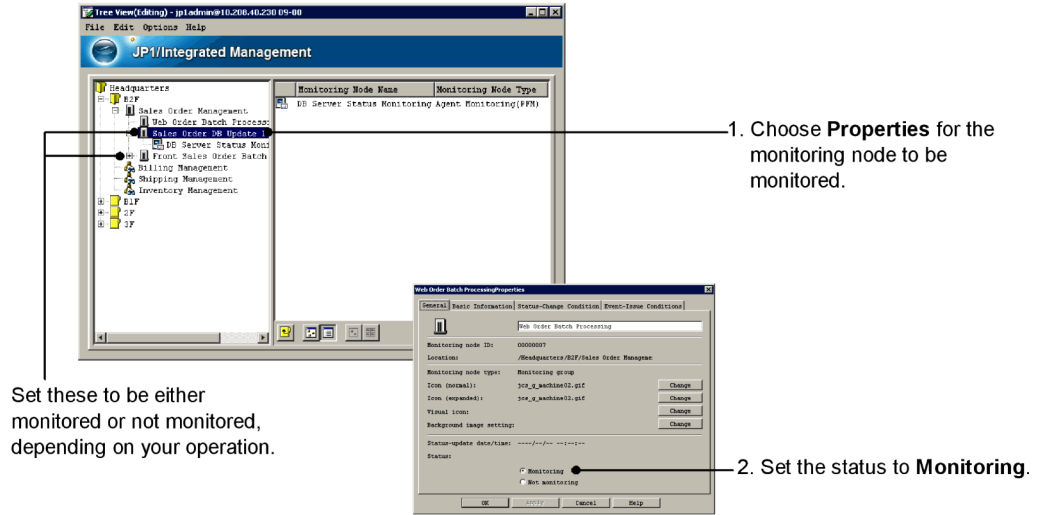 Tree View(Editing) - jp1admin@10.208.40.230 09-00
File Edit Options Help
JP1/Integrated Management
Headquarters
B2F
Sales Order Management
Web Order Batch Process:
Sales Order DB Update 1
DB Server Status Moni
Front Sales Order Batch
Billing Management
Shipping Management
Inventory Management
B1F
2F
3F
Monitoring Node Name Monitoring Node Type
DB Server Status Monitoring Agent Monitoring(PFM)
1. Choose Properties for the
monitoring node to be
monitored.
Set these to be either
monitored or not monitored,
depending on your operation.
Web Order Batch ProcessingProperties
General Basic Information Status-Change Condition Event-Issue Conditions
Web Order Batch Processing
Monitoring node ID: 00000007
Location: /Headquarters/B2F/Sales Order Manageme
Monitoring node type: Monitoring group
Icon (normal): jcs_g_machine02.gif Change
Icon (expanded): jcs_g_machine02.gif Change
Visual icon: Change
Background image setting: Change
Status-update date/time: ----/--/-- --:--:--
Status:
Monitoring
Not monitoring
OK Apply Cancel Help
2. Set the status to Monitoring.